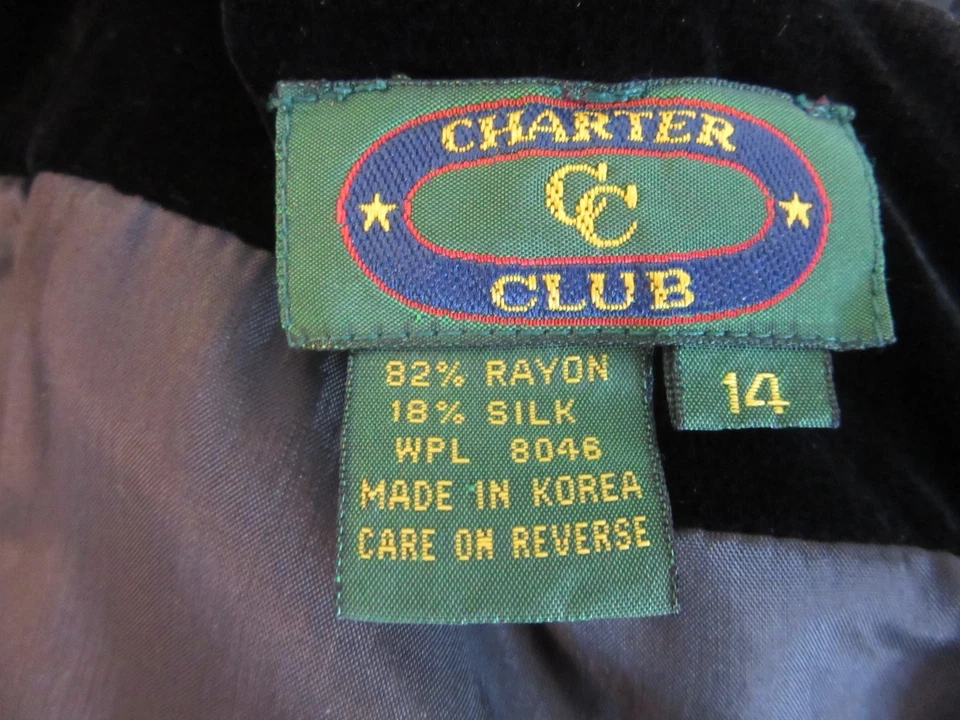 CHARTER
CC
CLUB
82% RAYON
18% SILK
WPL 8046
MADE IN KOREA
CARE ON REVERSE
14